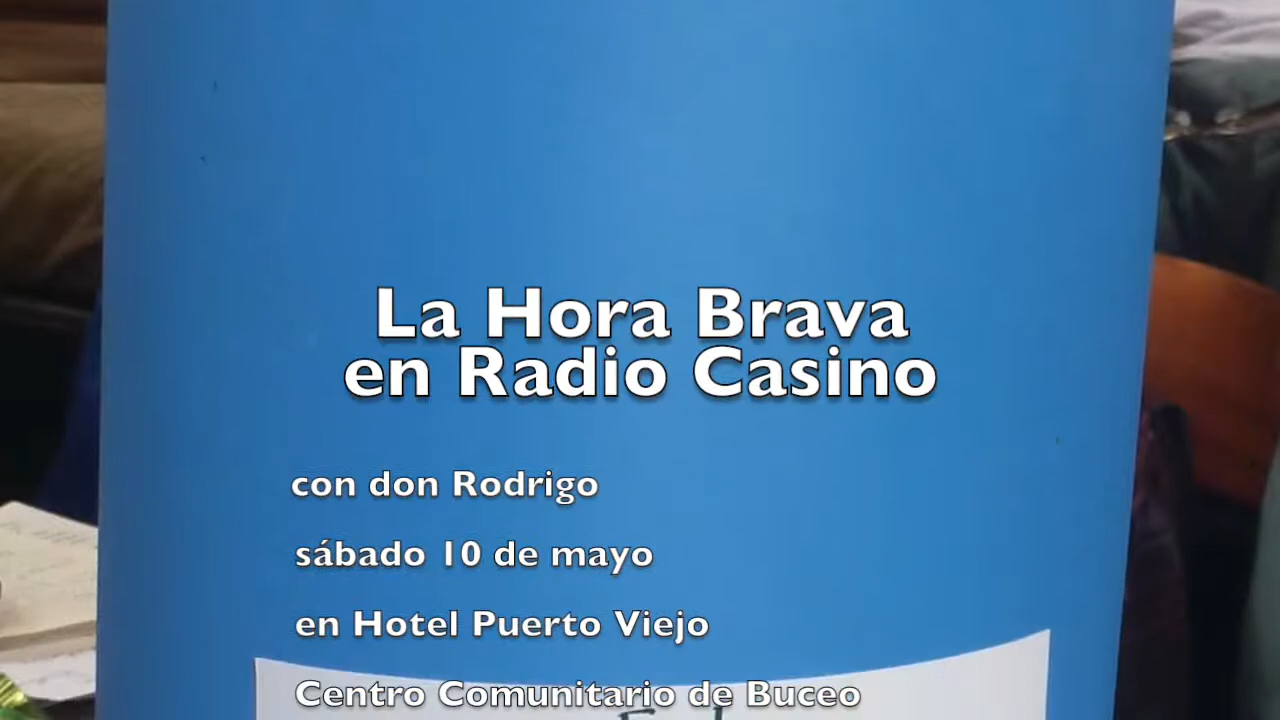 La Hora Brava
en Radio Casino
con don Rodrigo
sábado 10 de mayo
en Hotel Puerto Viejo
Centro Comunitario de Buceo